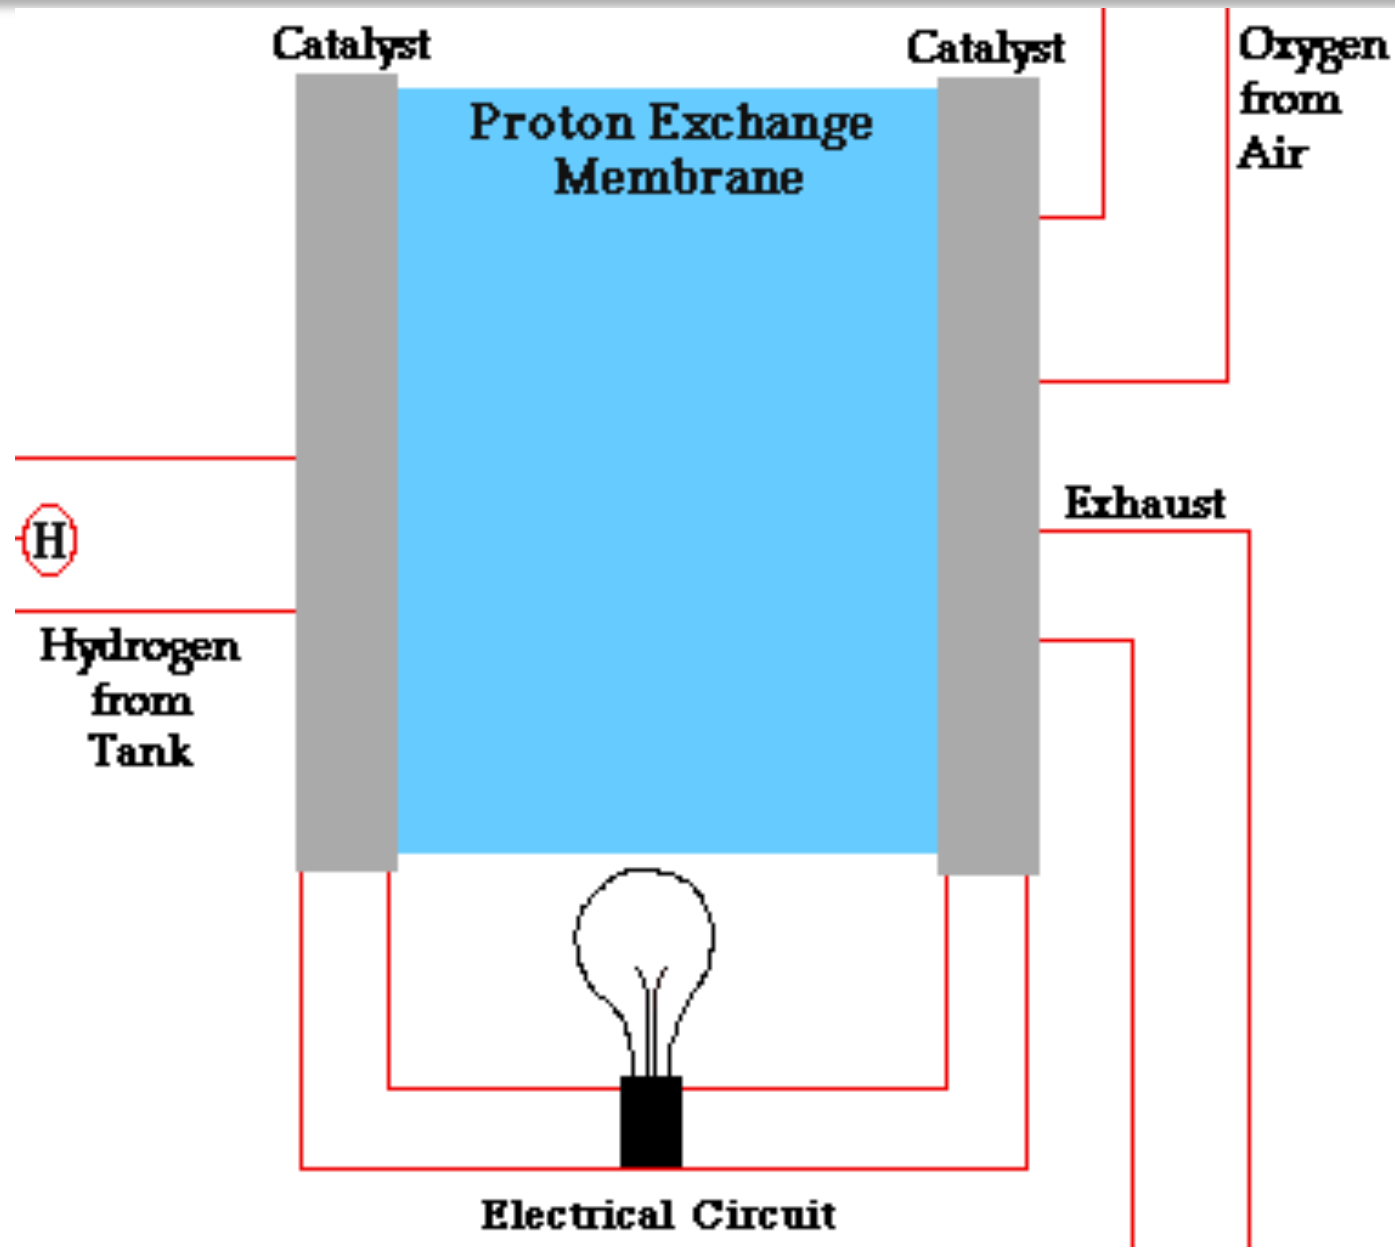 Catalyst
Catalyst
Oxygen
from
Air
Proton Exchange
Membrane
Exhaust
H
Hydrogen
from
Tank
Electrical Circuit